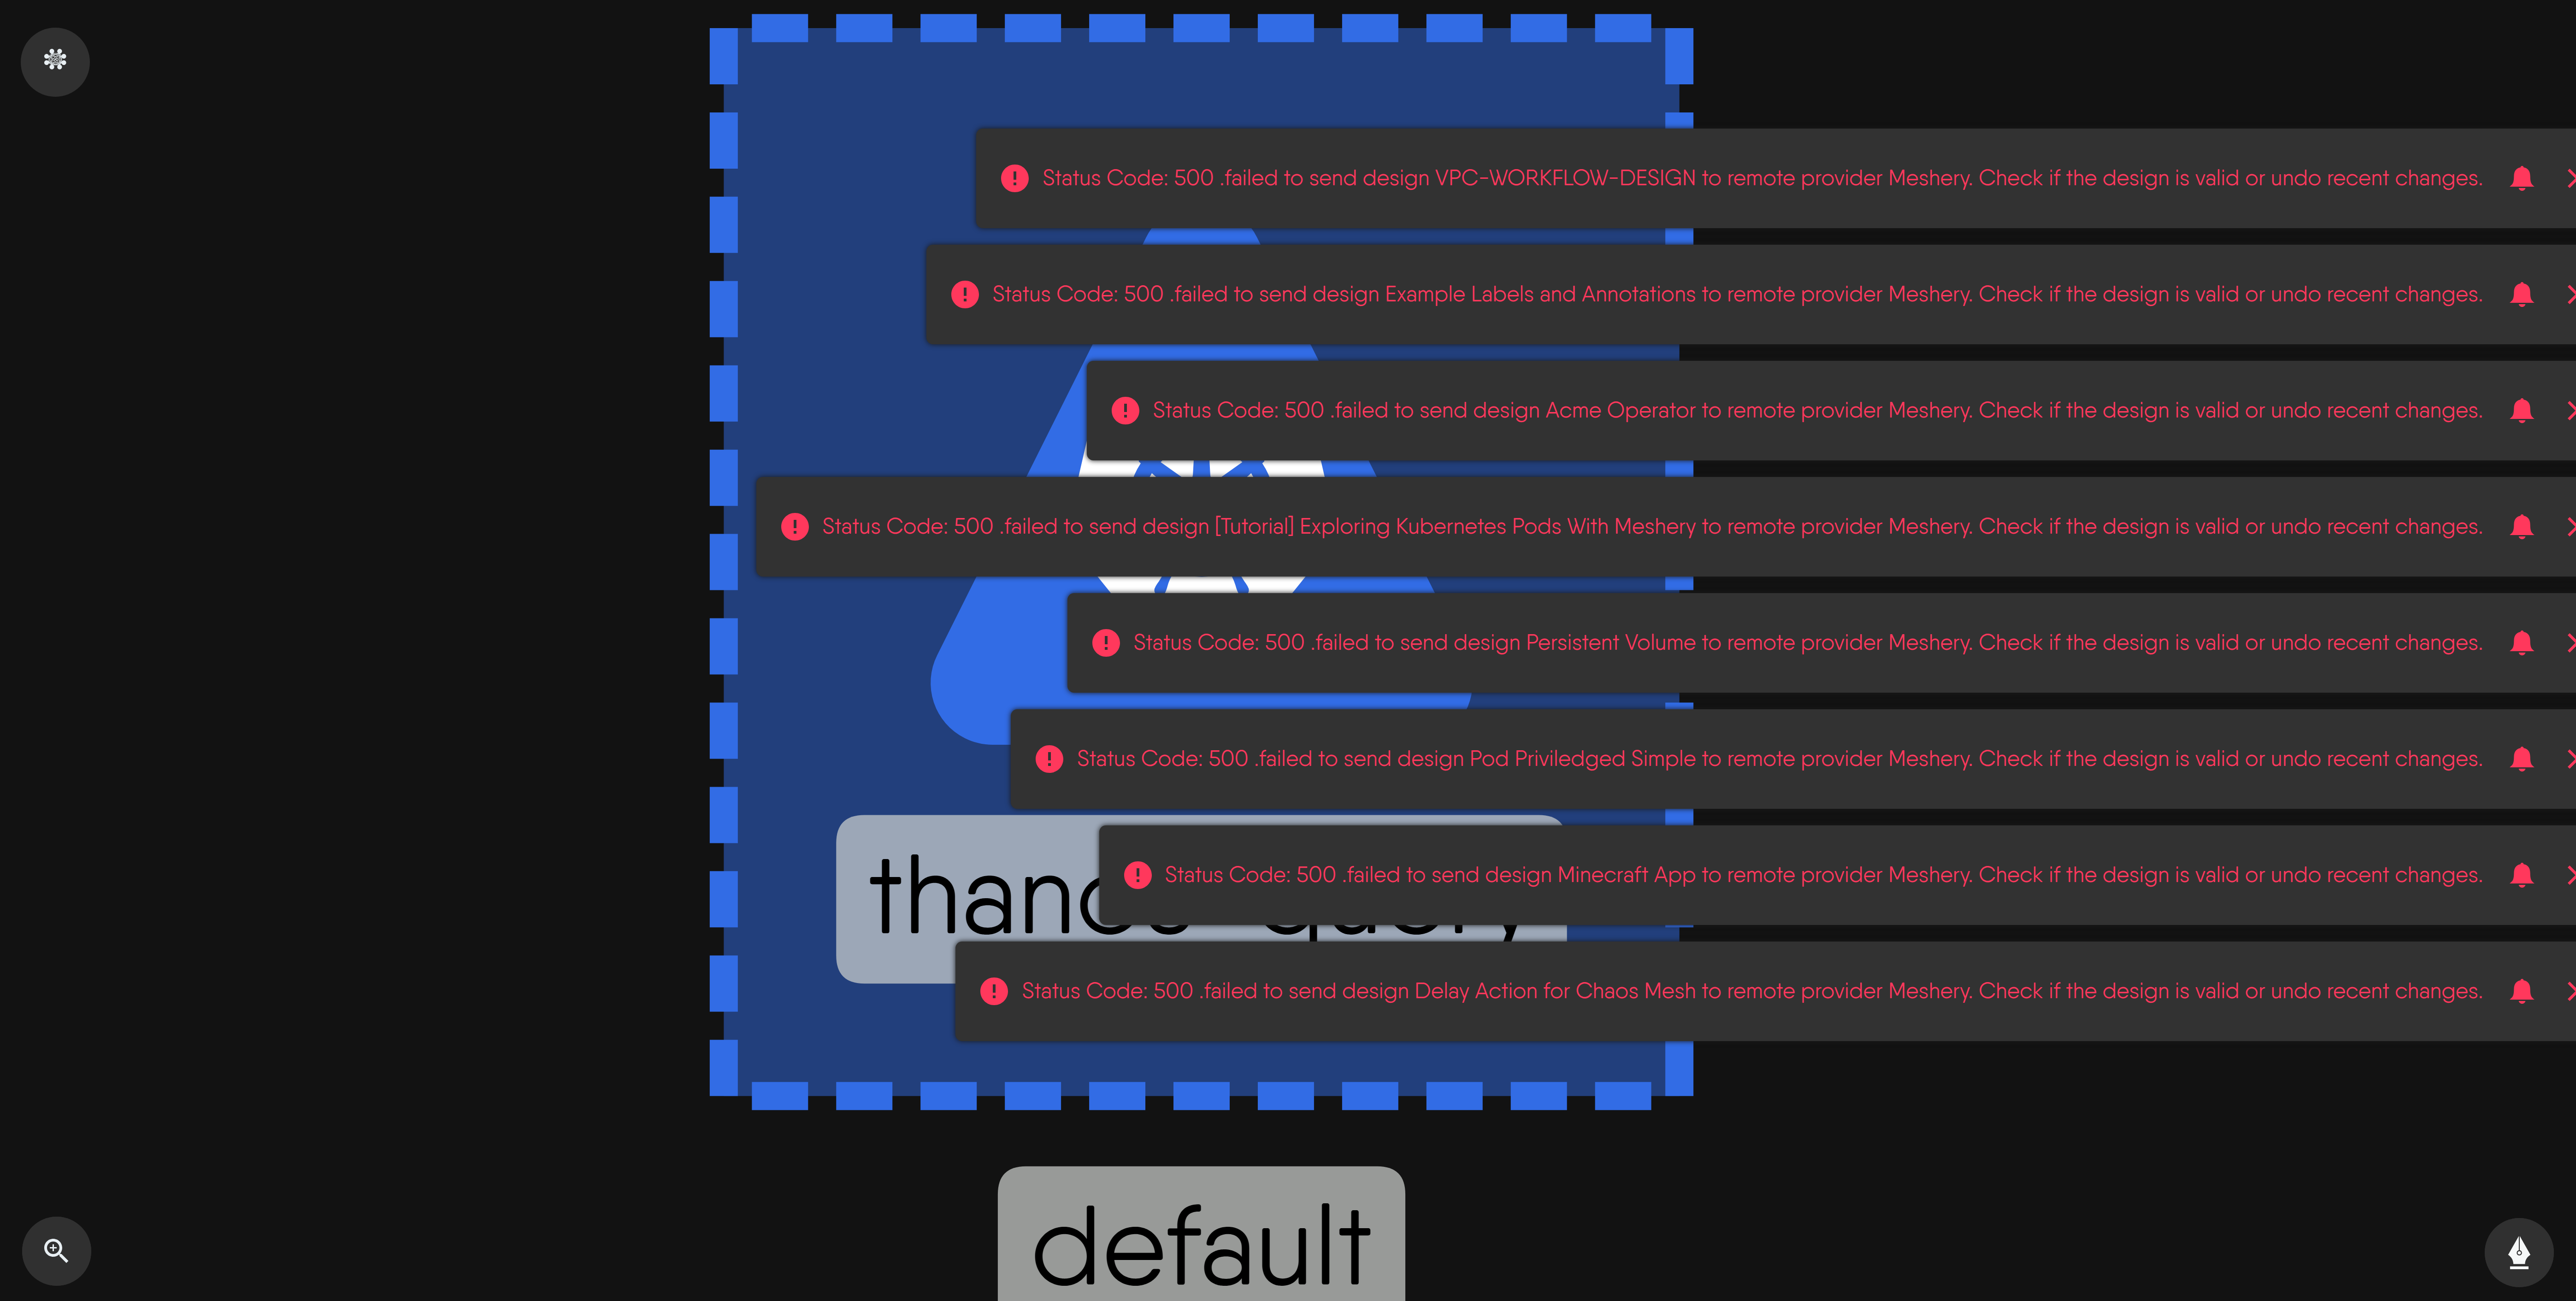 Status Code: 500 .failed to send design VPC-WORKFLOW-DESIGN to remote provider Meshery. Check if the design is valid or undo recent changes.
Status Code: 500 .failed to send design Example Labels and Annotations to remote provider Meshery. Check if the design is valid or undo recent changes.
Status Code: 500 .failed to send design Acme Operator to remote provider Meshery. Check if the design is valid or undo recent changes.
Status Code: 500 .failed to send design [Tutorial] Exploring Kubernetes Pods With Meshery to remote provider Meshery. Check if the design is valid or undo recent changes.
Status Code: 500 .failed to send design Persistent Volume to remote provider Meshery. Check if the design is valid or undo recent changes.
Status Code: 500 .failed to send design Pod Priviledged Simple to remote provider Meshery. Check if the design is valid or undo recent changes.
Status Code: 500 .failed to send design Minecraft App to remote provider Meshery. Check if the design is valid or undo recent changes.
Status Code: 500 .failed to send design Delay Action for Chaos Mesh to remote provider Meshery. Check if the design is valid or undo recent changes.
default